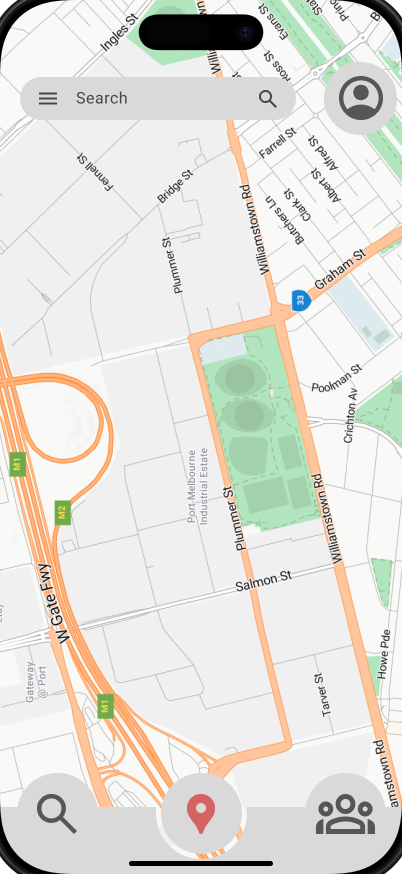 Ingles St
Evans St
Ross St
Search
Farrell St
Alfred St
Fennell St
Bridge St
Albert St
Clark St
Butchers Ln
Williamstown Rd
Plummer St
Graham St
33
Poolman St
Crichton Av
M1
Port Melbourne
Industrial Estate
M2
Plummer St
Williamstown Rd
Salmon St
W Gate Fwy
Gateway
@ Port
Howe Pde
Tarver St
M1
amstown Rd